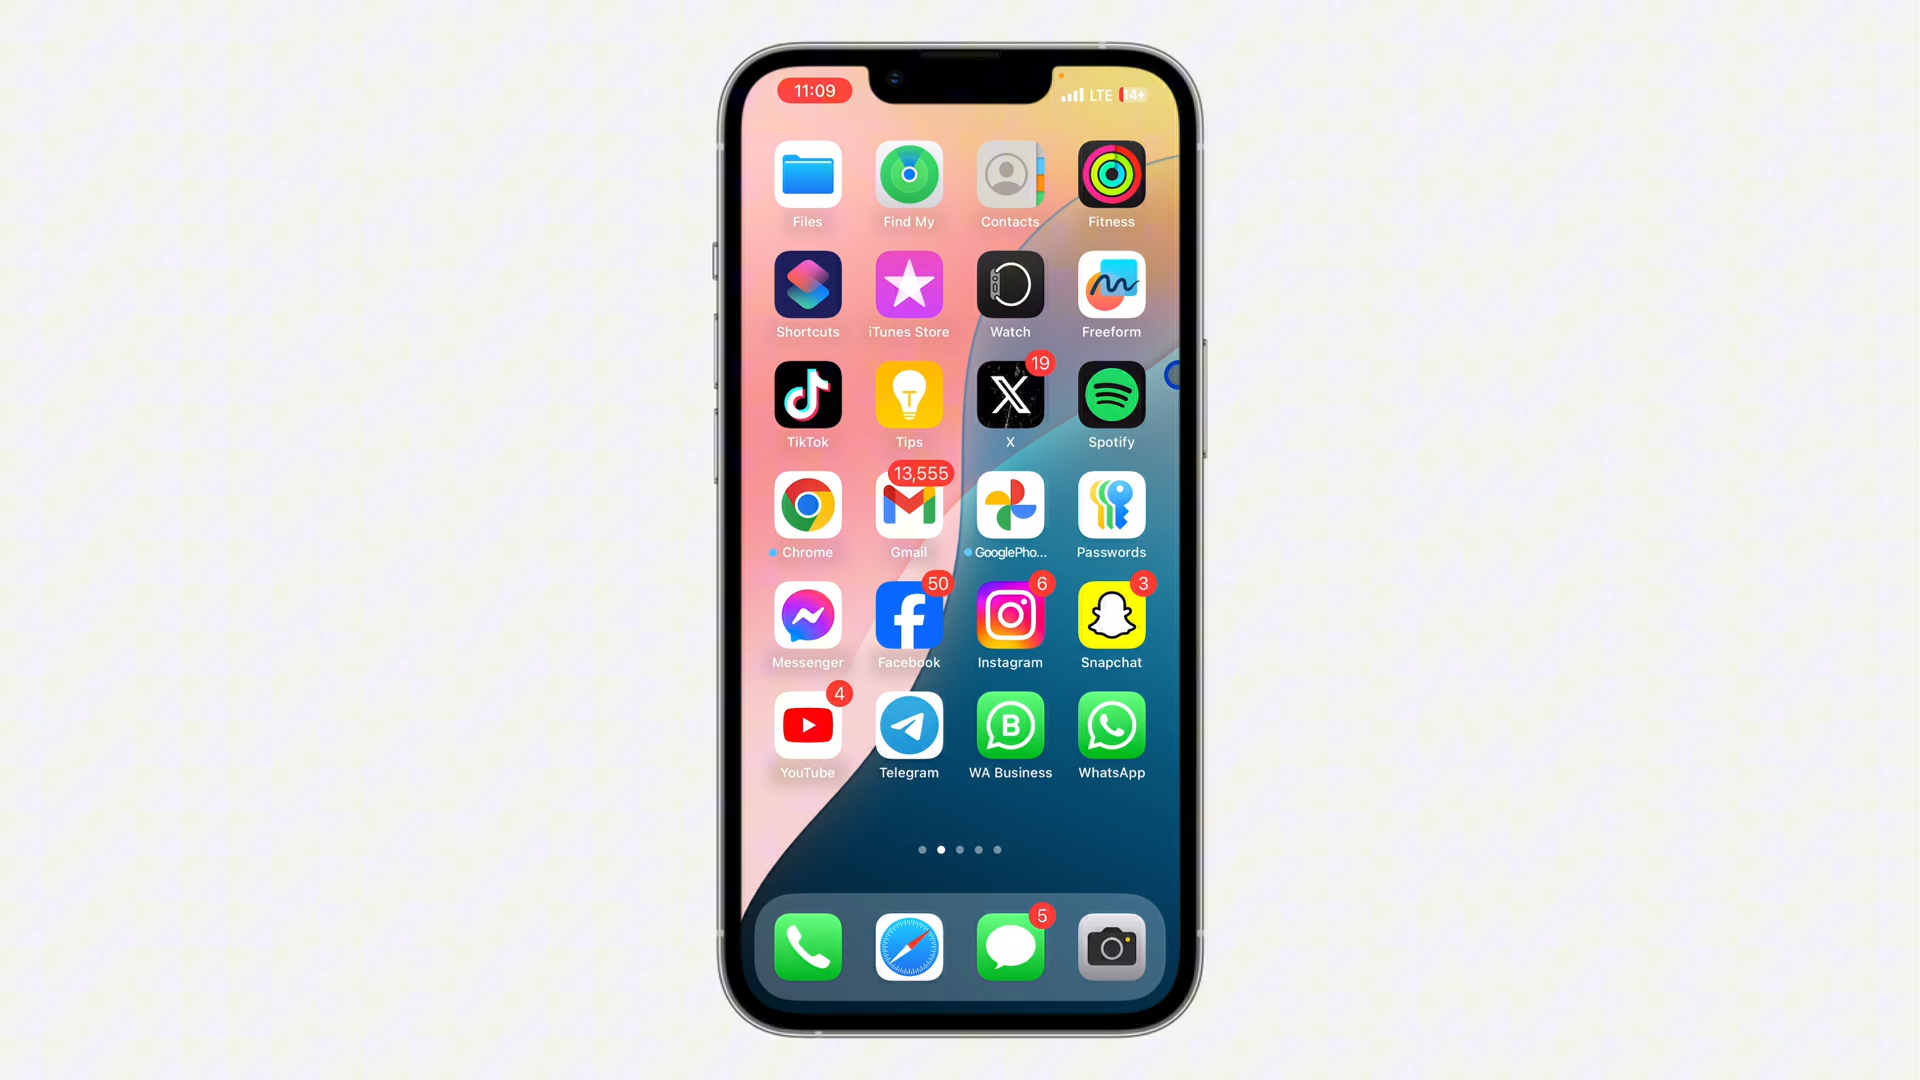 11:09 LTE 14
Files Find My Contacts Fitness
Shortcuts iTunes Store Watch Freeform
19
TikTok Tips X Spotify
13,555
Chrome Gmail GooglePho... Passwords
50 6 3
Messenger Facebook Instagram Snapchat
4
YouTube Telegram WA Business WhatsApp
5